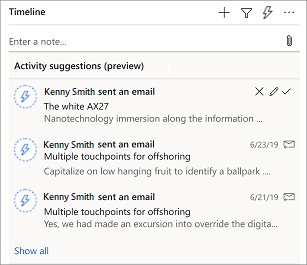 Timeline
Enter a note...
Activity suggestions (preview)
Kenny Smith sent an email
The white AX27
Nanotechnology immersion along the information ...
Kenny Smith sent an email 6/23/19
Multiple touchpoints for offshoring
Capitalize on low hanging fruit to identify a ballpark ....
Kenny Smith sent an email 6/21/19
Multiple touchpoints for offshoring
Yes, we had made an excursion into override the digita...
Show all